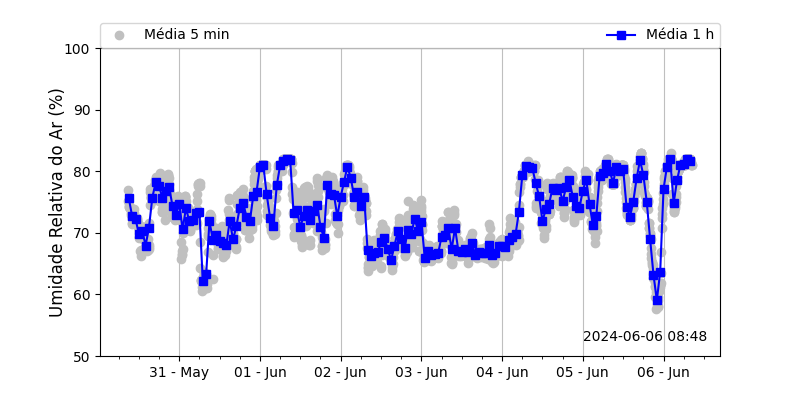 Média 5 min
Média 1 h
100
90
80
70
60
50
Umidade Relativa do Ar (%)
2024-06-06 08:48
31 - May
01 - Jun
02 - Jun
03 - Jun
04 - Jun
05 - Jun
06 - Jun